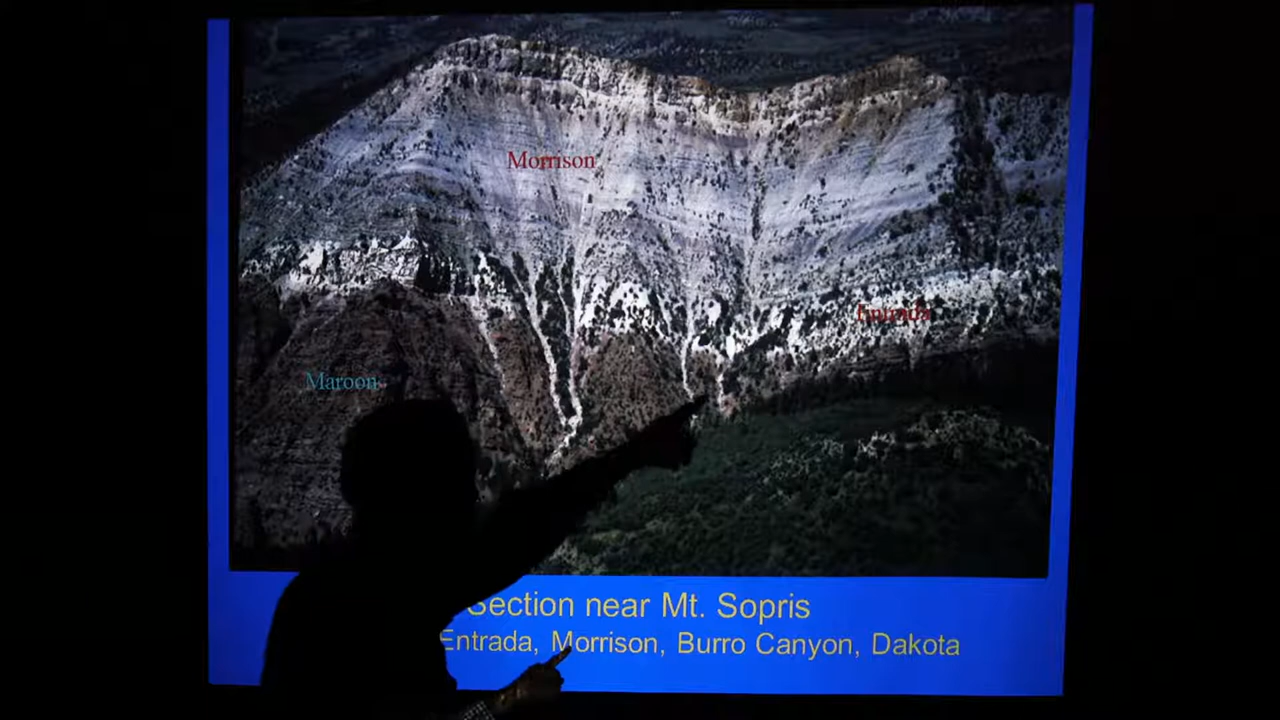 Morrison
Entrada
Maroon
Section near Mt. Sopris
Entrada, Morrison, Burro Canyon, Dakota